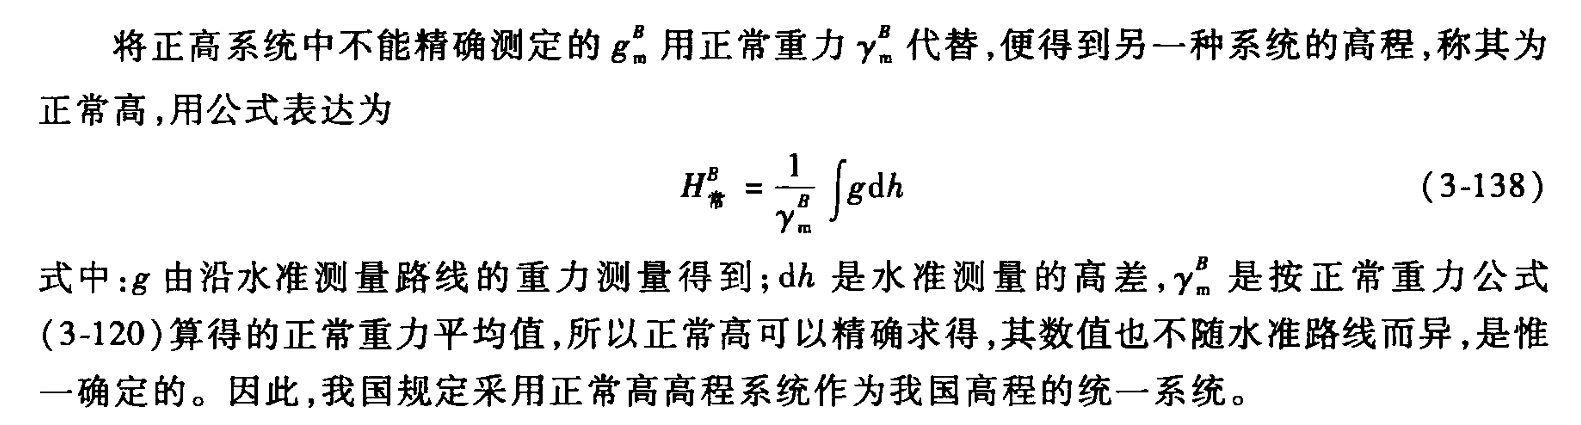 将正高系统中不能精确测定的 $g_{\mathrm{m}}^{B}$ 用正常重力 $\gamma_{\mathrm{m}}^{B}$ 代替,便得到另一种系统的高程,称其为
正常高,用公式表达为
$H_{常}^{B} = \frac{1}{\gamma_{\mathrm{m}}^{B}} \int g \mathrm{d}h$ (3-138)
式中:$g$ 由沿水准测量路线的重力测量得到;$\mathrm{d}h$ 是水准测量的高差,$\gamma_{\mathrm{m}}^{B}$ 是按正常重力公式
(3-120)算得的正常重力平均值,所以正常高可以精确求得,其数值也不随水准路线而异,是惟
一确定的。因此,我国规定采用正常高高程系统作为我国高程的统一系统。